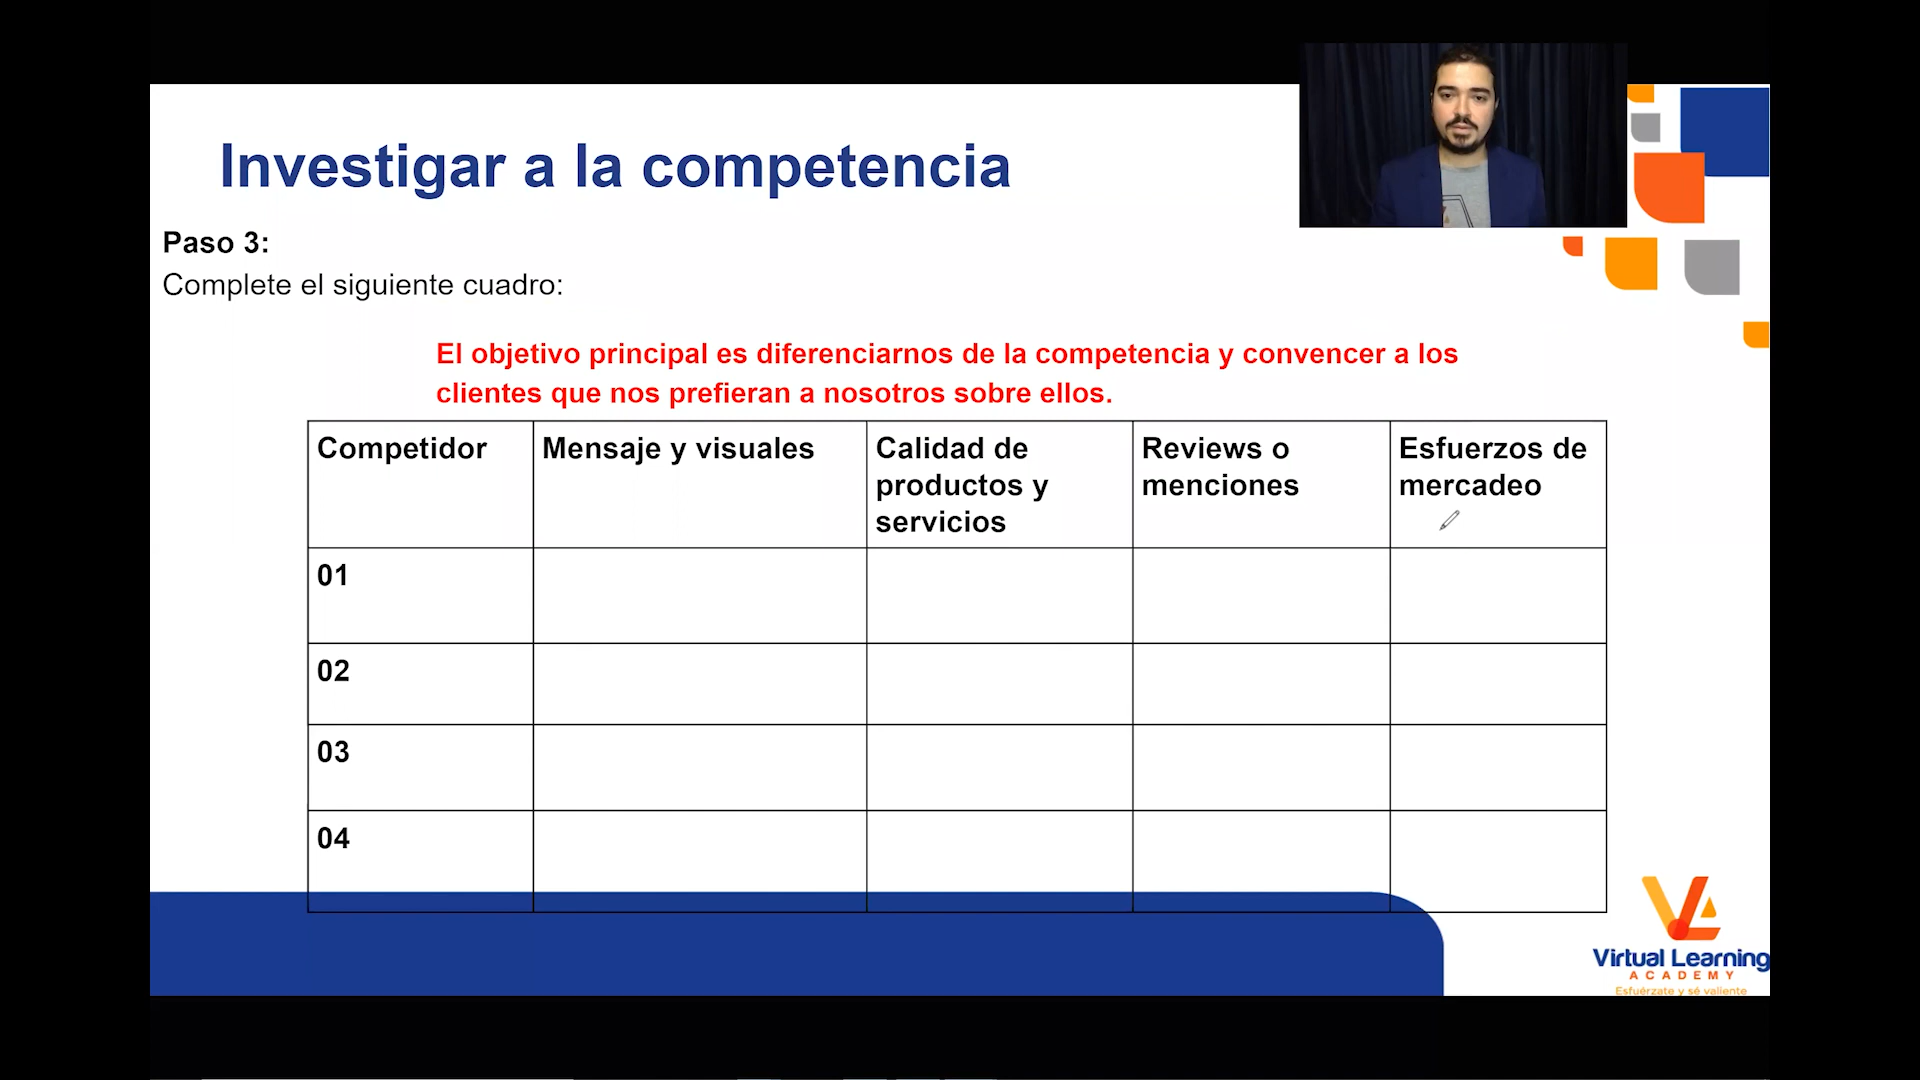 Investigar a la competencia
Paso 3:
Complete el siguiente cuadro:
El objetivo principal es diferenciarnos de la competencia y convencer a los
clientes que nos prefieran a nosotros sobre ellos.
Competidor
Mensaje y visuales
Calidad de
productos y
servicios
Reviews o
menciones
Esfuerzos de
mercadeo
01
02
03
04
Virtual Learning
ACADEMY
Esfuérzate y sé valiente